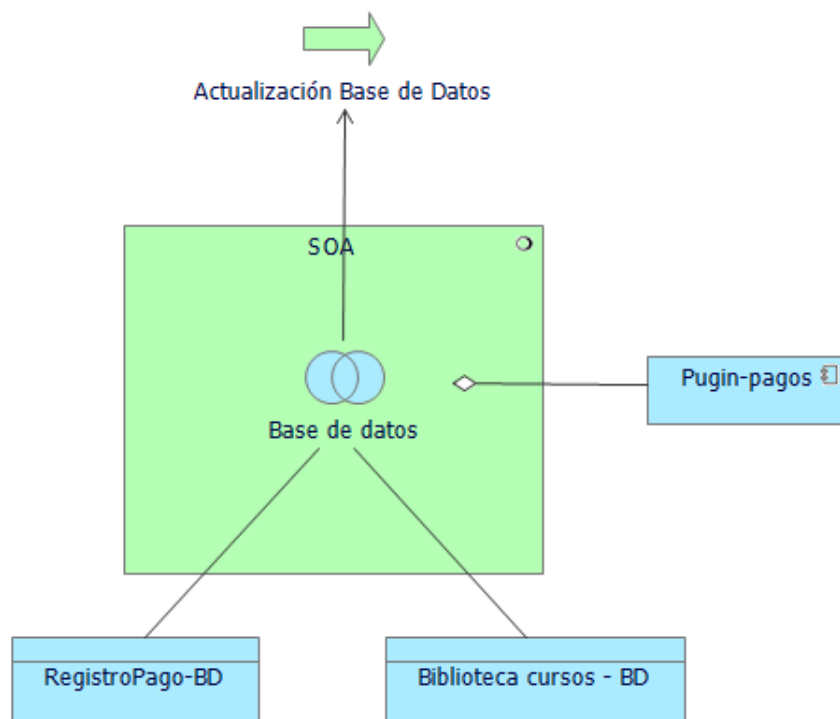 Actualización Base de Datos
SOA
Pugin-pagos
Base de datos
RegistroPago-BD
Biblioteca cursos - BD